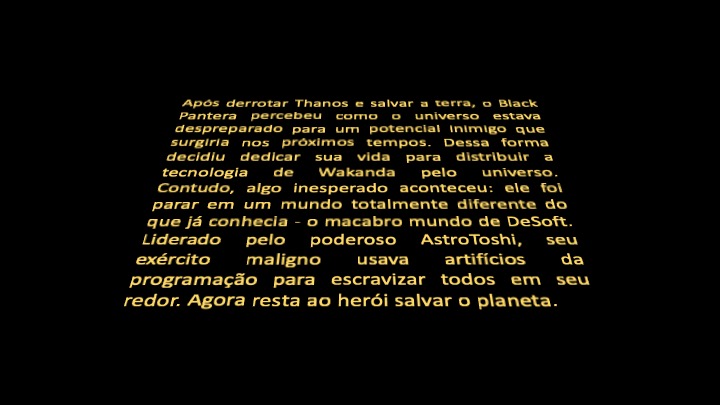 Após derrotar Thanos e salvar a terra, o Black
Pantera percebeu como o universo estava
despreparado para um potencial inimigo que
surgiria nos próximos tempos. Dessa forma
decidiu dedicar sua vida para distribuir a
tecnologia de Wakanda pelo universo.
Contudo, algo inesperado aconteceu: ele foi
parar em um mundo totalmente diferente do
que já conhecia - o macabro mundo de DeSoft.
Liderado pelo poderoso AstroToshi, seu
exército maligno usava artifícios da
programação para escravizar todos em seu
redor. Agora resta ao herói salvar o planeta.